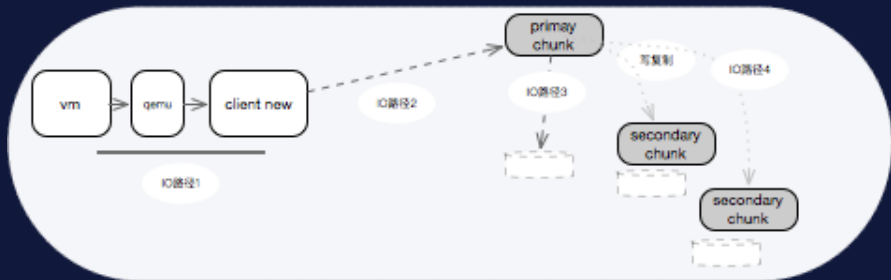 primay
chunk
写复制
IO路径4
vm
qemu
client new
IO路径2
IO路径3
secondary
chunk
IO路径1
secondary
chunk